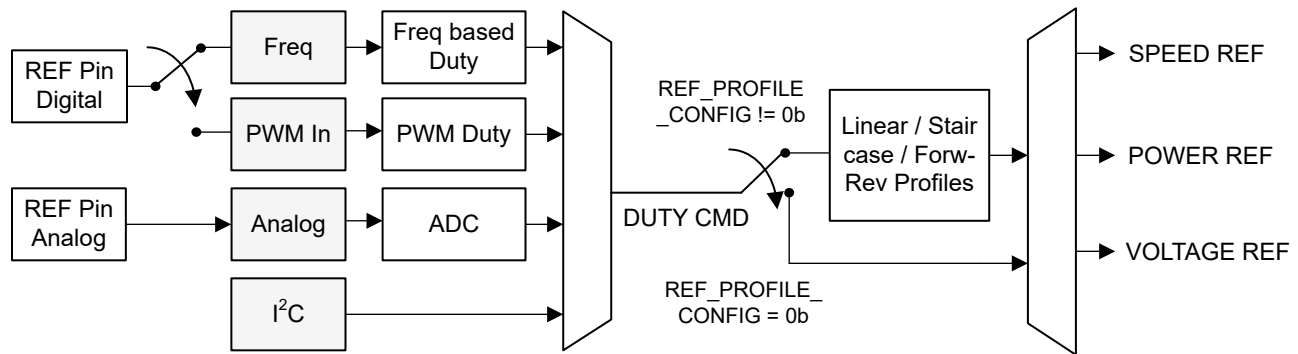 REF Pin
Digital
Freq
Freq based
Duty
PWM In
PWM Duty
REF Pin
Analog
Analog
ADC
I²C
DUTY CMD
REF_PROFILE
_CONFIG != 0b
REF_PROFILE_
CONFIG = 0b
Linear / Stair
case / Forw-
Rev Profiles
SPEED REF
POWER REF
VOLTAGE REF